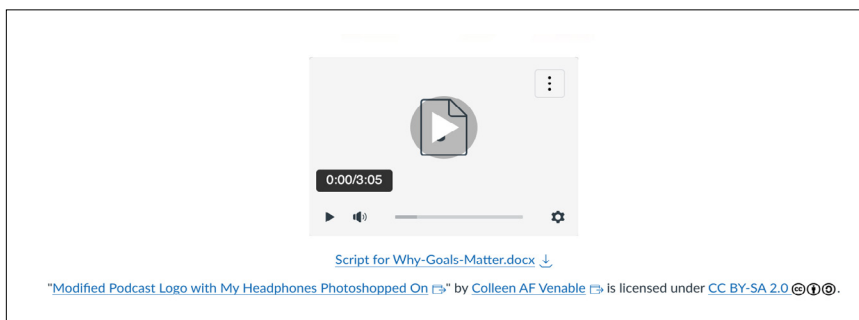 0:00/3:05
Script for Why-Goals-Matter.docx
"Modified Podcast Logo with My Headphones Photoshopped On" by Colleen AF Venable is licensed under CC BY-SA 2.0.